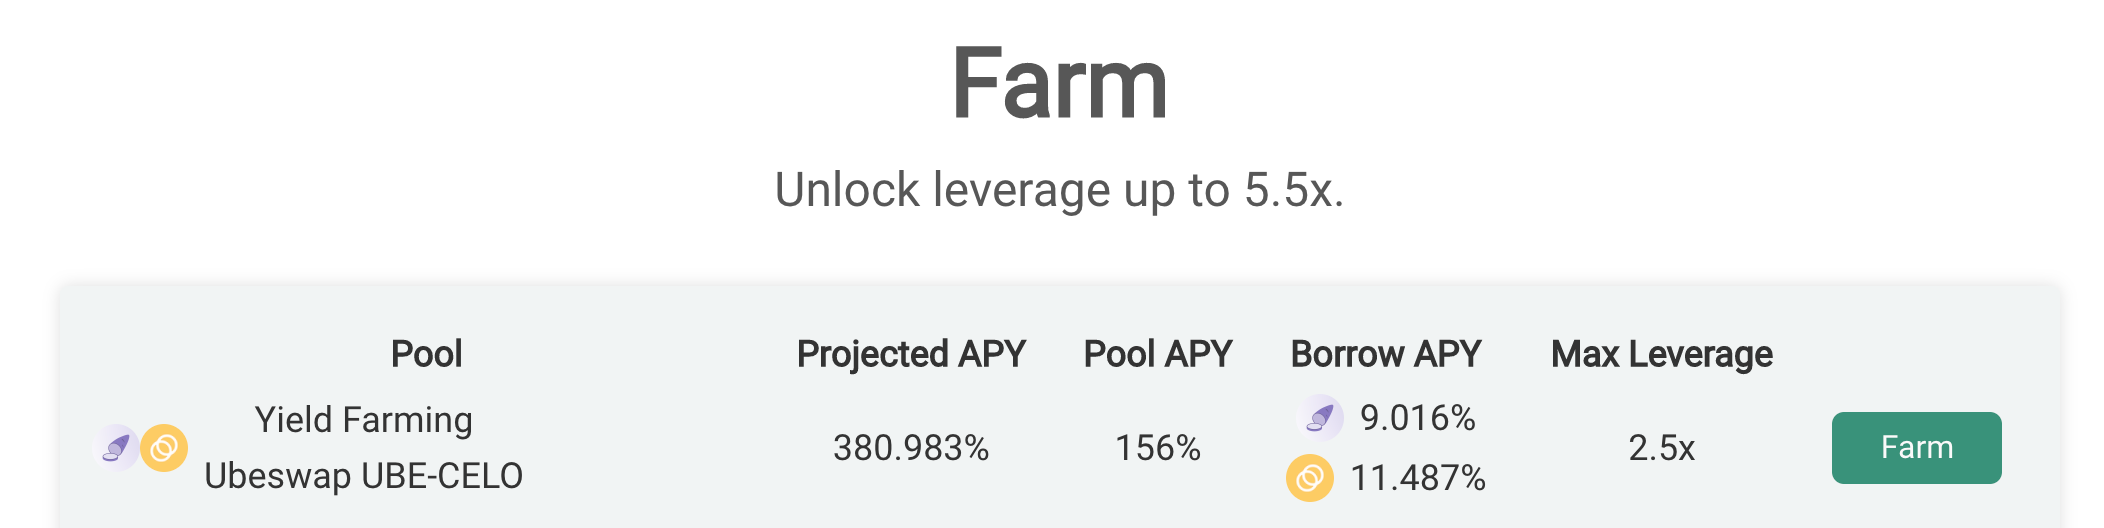 Farm
Unlock leverage up to 5.5x.
Pool Projected APY Pool APY Borrow APY Max Leverage
Yield Farming
Ubeswap UBE-CELO
380.983%
156%
9.016%
11.487%
2.5x
Farm